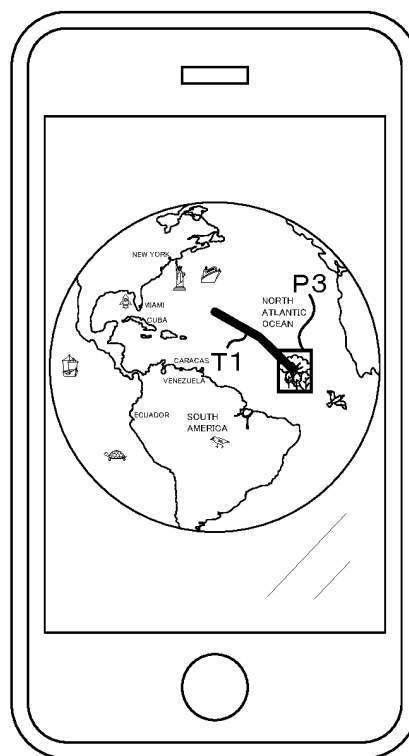 NEW YORK
P3
NORTH
ATLANTIC
OCEAN
MIAMI
CUBA
T1
CARACAS
VENEZUELA
ECUADOR
SOUTH
AMERICA